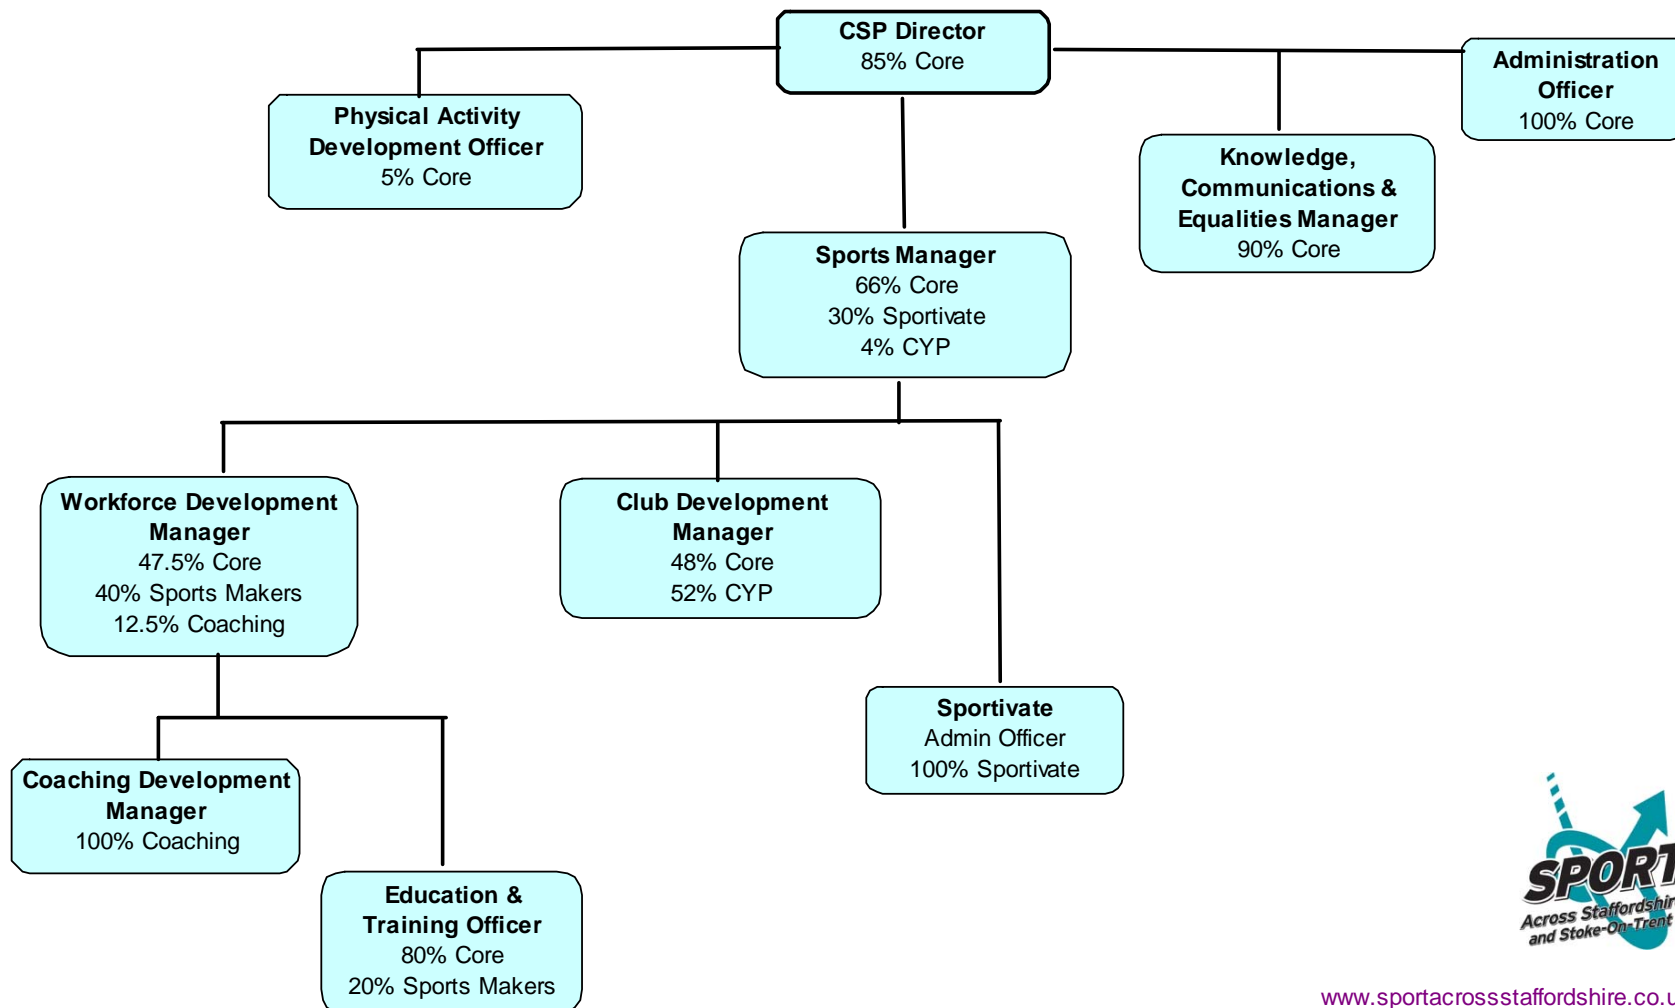 CSP Director
85% Core
Administration
Officer
100% Core
Physical Activity
Development Officer
5% Core
Knowledge,
Communications &
Equalities Manager
90% Core
Sports Manager
66% Core
30% Sportivate
4% CYP
Workforce Development
Manager
47.5% Core
40% Sports Makers
12.5% Coaching
Club Development
Manager
48% Core
52% CYP
Sportivate
Admin Officer
100% Sportivate
Coaching Development
Manager
100% Coaching
Education &
Training Officer
80% Core
20% Sports Makers
SPORT
Across Staffordshire
and Stoke-On-Trent
www.sportacrossstaffordshire.co.u